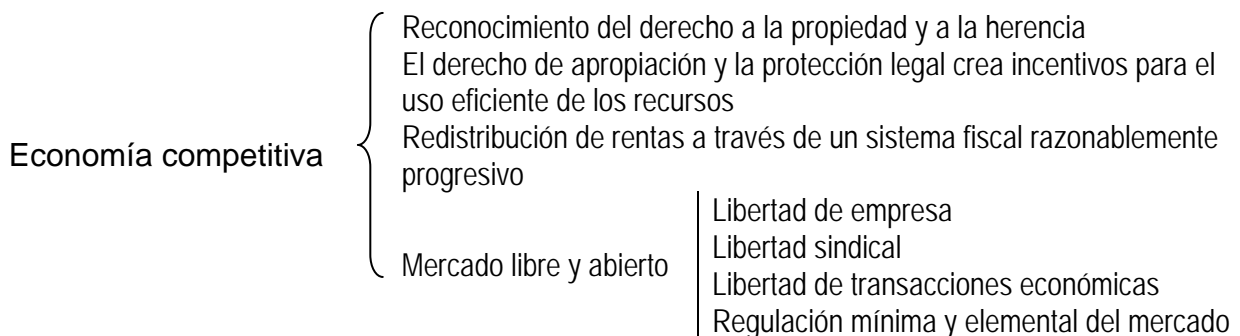 Reconocimiento del derecho a la propiedad y a la herencia
El derecho de apropiación y la protección legal crea incentivos para el
uso eficiente de los recursos
Economía competitiva
Redistribución de rentas a través de un sistema fiscal razonablemente
progresivo
Mercado libre y abierto
Libertad de empresa
Libertad sindical
Libertad de transacciones económicas
Regulación mínima y elemental del mercado